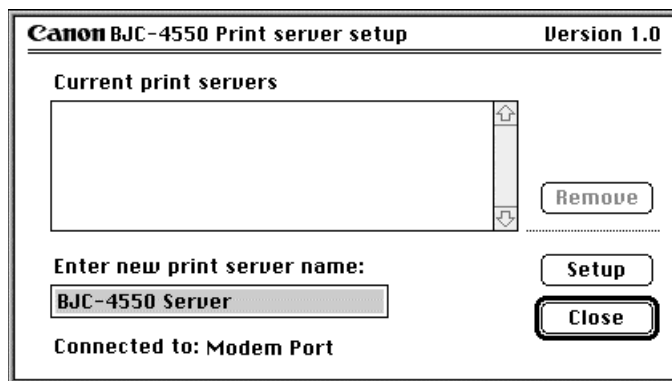 Canon BJC-4550 Print server setup Version 1.0
Current print servers
Remove
Enter new print server name:
Setup
BJC-4550 Server
Close
Connected to: Modem Port